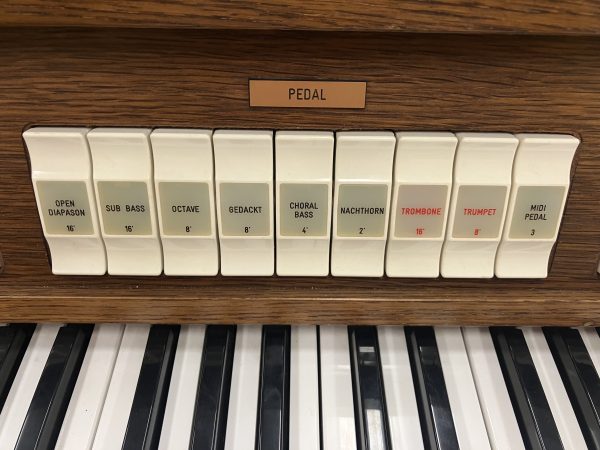 PEDAL
OPEN
DIAPASON
16'
SUB BASS
16'
OCTAVE
8'
GEDACKT
8'
CHORAL
BASS
4'
NACHTHORN
2'
TROMBONE
16'
TRUMPET
8'
MIDI
PEDAL
3